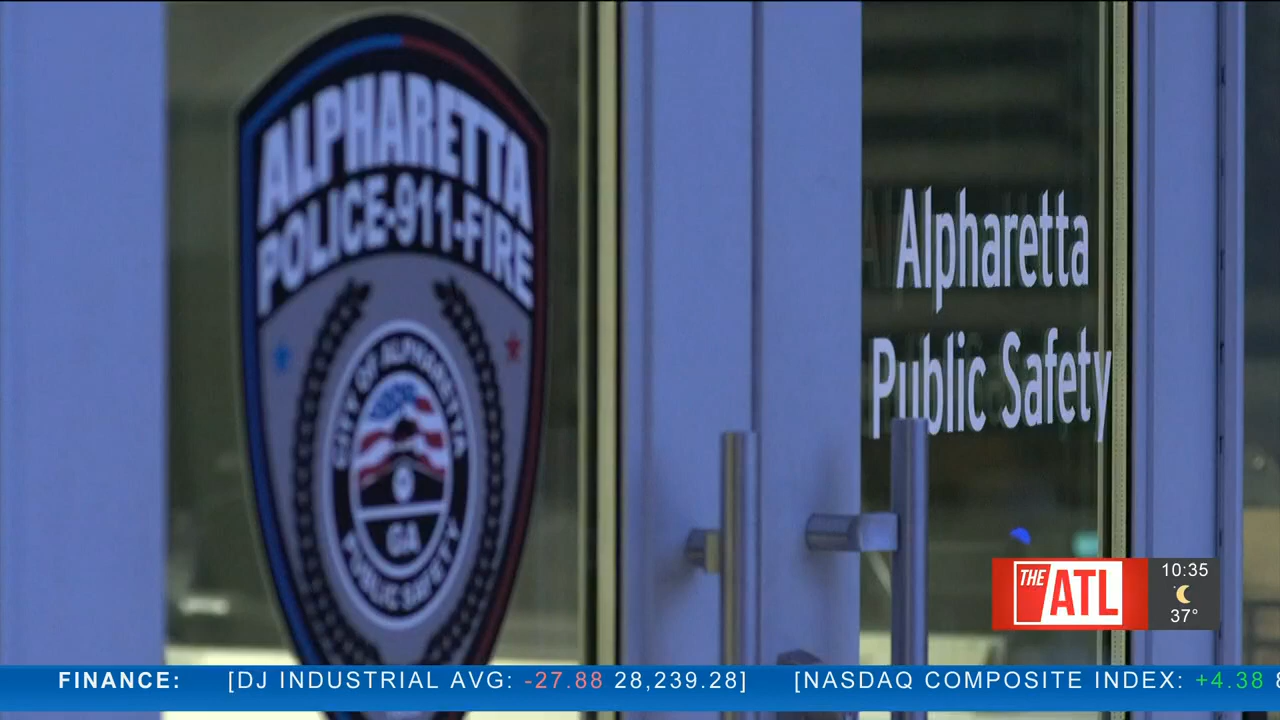 ALPHARETTA
POLICE-911-FIRE
CITY OF ALPHARETTA
GA
PUBLIC SAFETY
Alpharetta
Public Safety
THE ATL
10:35
37°
FINANCE: [DJ INDUSTRIAL AVG: -27.88 28,239.28] [NASDAQ COMPOSITE INDEX: +4.38